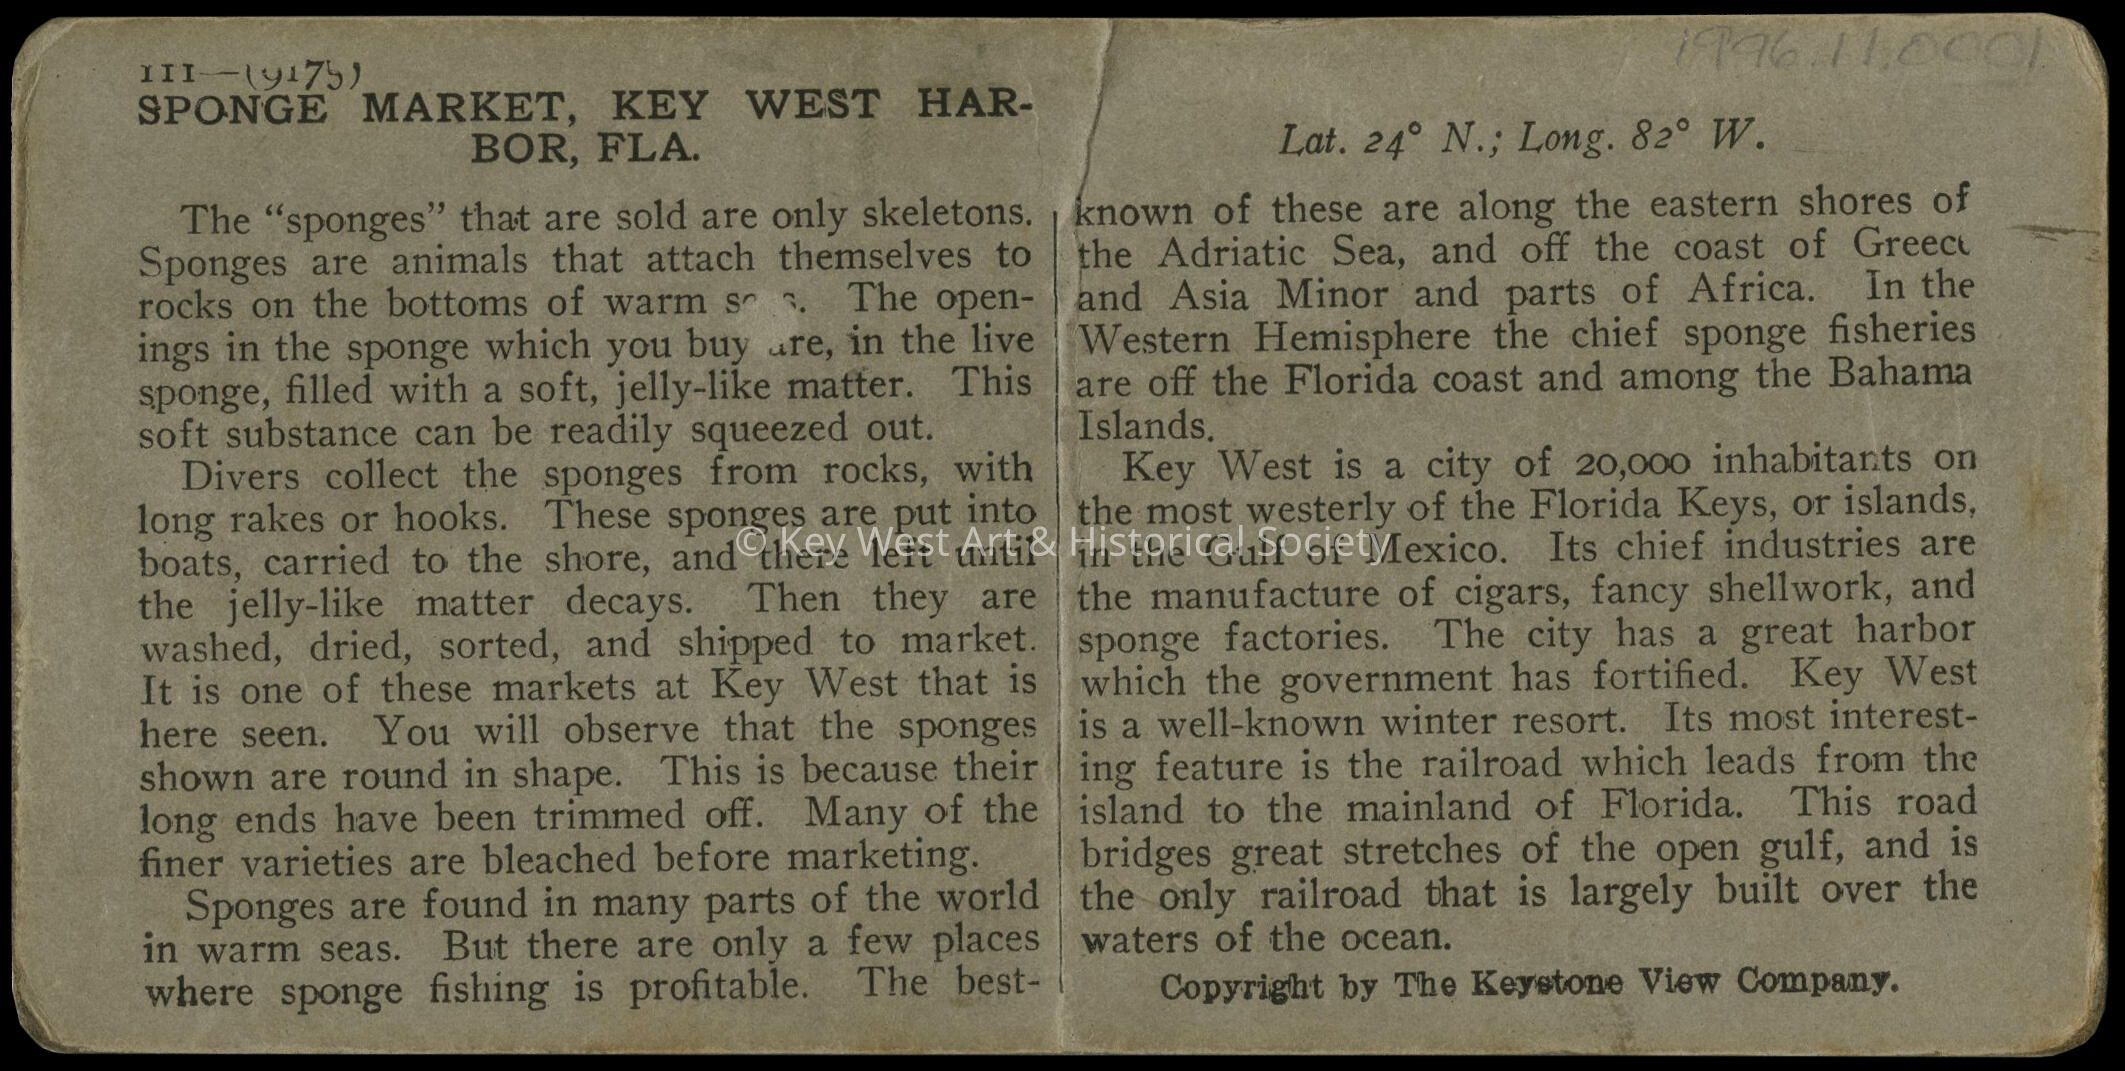 111—(9175)
SPONGE MARKET, KEY WEST HAR-
BOR, FLA.
The “sponges” that are sold are only skeletons.
Sponges are animals that attach themselves to
rocks on the bottoms of warm The open-
ings in the sponge which you buy are, in the live
sponge, filled with a soft, jelly-like matter. This
soft substance can be readily squeezed out.
Divers collect the sponges from rocks, with
long rakes or hooks. These sponges are put into
boats, carried to the shore, and there left until
the jelly-like matter decays. Then they are
washed, dried, sorted, and shipped to market.
It is one of these markets at Key West that is
here seen. You will observe that the sponges
shown are round in shape. This is because their
long ends have been trimmed off. Many of the
finer varieties are bleached before marketing.
Sponges are found in many parts of the world
in warm seas. But there are only a few places
where sponge fishing is profitable. The best-
1996.11.0001
Lat. 24° N.; Long. 82° W.
known of these are along the eastern shores of
the Adriatic Sea, and off the coast of Greece
and Asia Minor and parts of Africa. In the
Western Hemisphere the chief sponge fisheries
are off the Florida coast and among the Bahama
Islands.
Key West is a city of 20,000 inhabitants on
the most westerly of the Florida Keys, or islands,
in the Gulf of Mexico. Its chief industries are
the manufacture of cigars, fancy shellwork, and
sponge factories. The city has a great harbor
which the government has fortified. Key West
is a well-known winter resort. Its most interest-
ing feature is the railroad which leads from the
island to the mainland of Florida. This road
bridges great stretches of the open gulf, and is
the only railroad that is largely built over the
waters of the ocean.
Copyright by The Keystone View Company.
© Key West Art & Historical Society